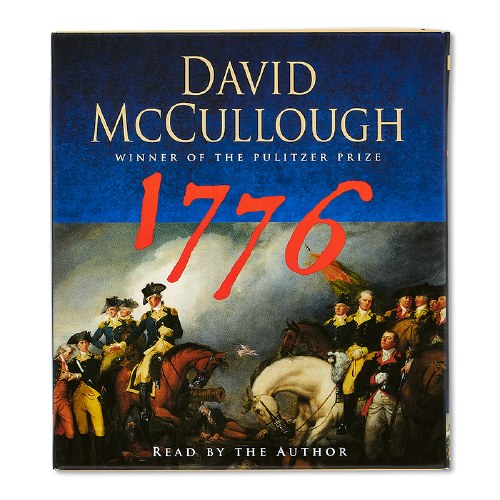 DAVID
MCCULLOUGH
WINNER OF THE PULITZER PRIZE
1776
READ BY THE AUTHOR